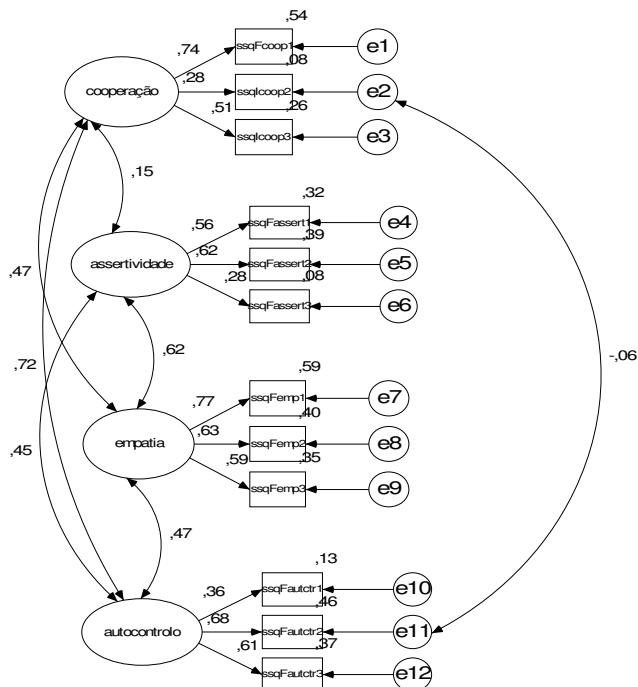 ,54
,74
ssqFcoop1
e1
,08
,28
cooperação
ssqIcoop2
e2
,26
,51
ssqIcoop3
e3
,15
,32
,56
ssqFassert1
e4
,39
,62
assertividade
ssqFassert2
e5
,08
,28
ssqFassert3
e6
,47
,62
-,06
,72
,59
,77
ssqFemp1
e7
,40
,63
empatia
ssqFemp2
e8
,45
,35
,59
ssqFemp3
e9
,47
,13
,36
ssqFautctr1
e10
,46
,68
autocontrolo
ssqFautctr2
e11
,37
,61
ssqFautctr3
e12